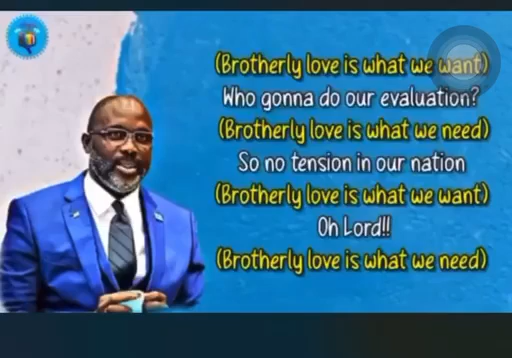 (Brotherly love is what we want)
Who gonna do our evaluation?
(Brotherly love is what we need)
So no tension in our nation
(Brotherly love is what we want)
Oh Lord!!
(Brotherly love is what we need)